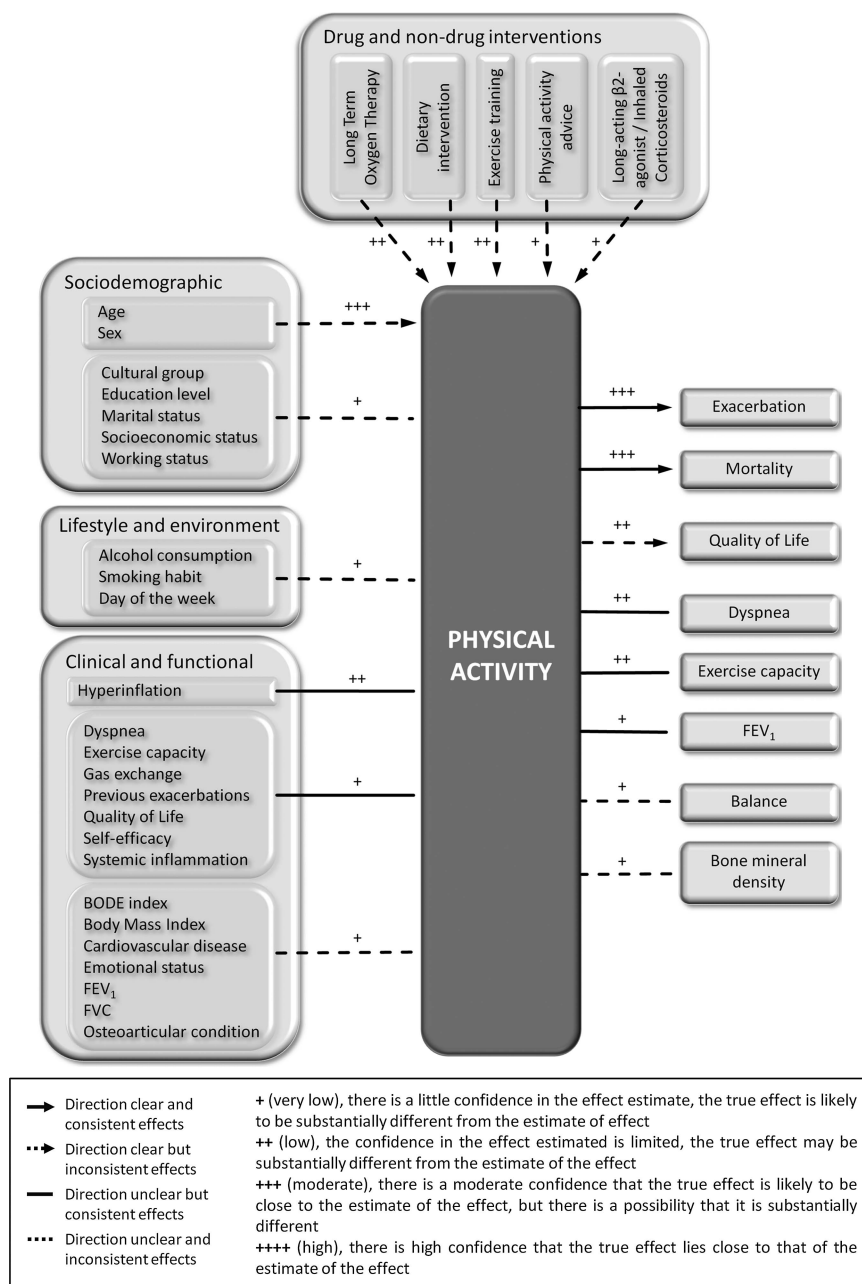 Drug and non-drug interventions
Long Term
Oxygen Therapy
Dietary
intervention
Exercise training
Physical activity
advice
Long-acting β2-
agonist / Inhaled
Corticosteroids
++
++
++
+
+
Sociodemographic
Age
Sex
+++
Cultural group
Education level
Marital status
Socioeconomic status
Working status
+
Lifestyle and environment
Alcohol consumption
Smoking habit
Day of the week
+
Clinical and functional
Hyperinflation
++
Dyspnea
Exercise capacity
Gas exchange
Previous exacerbations
Quality of Life
Self-efficacy
Systemic inflammation
+
BODE index
Body Mass Index
Cardiovascular disease
Emotional status
FEV1
FVC
Osteoarticular condition
+
PHYSICAL
ACTIVITY
+++
Exacerbation
+++
Mortality
++
Quality of Life
++
Dyspnea
++
Exercise capacity
+
FEV1
+
Balance
+
Bone mineral
density
Direction clear and
consistent effects
Direction clear but
inconsistent effects
Direction unclear but
consistent effects
Direction unclear and
inconsistent effects
+ (very low), there is a little confidence in the effect estimate, the true effect is likely
to be substantially different from the estimate of effect
++ (low), the confidence in the effect estimated is limited, the true effect may be
substantially different from the estimate of the effect
+++ (moderate), there is a moderate confidence that the true effect is likely to be
close to the estimate of the effect, but there is a possibility that it is substantially
different
++++ (high), there is high confidence that the true effect lies close to that of the
estimate of the effect